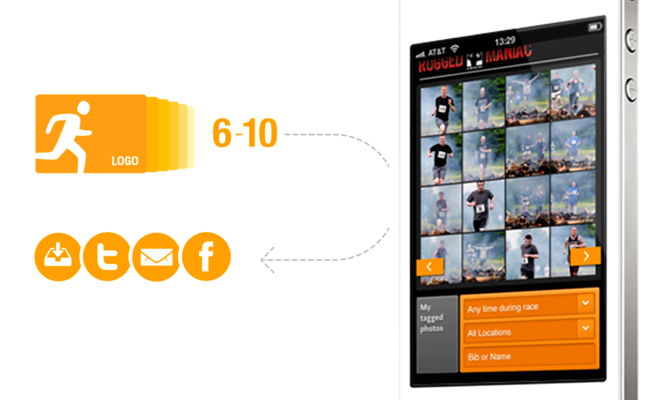 LOGO
6-10
AT&T
13:29
RUGGED MANIAC
My
tagged
photos
Any time during race
All Locations
Bib or Name